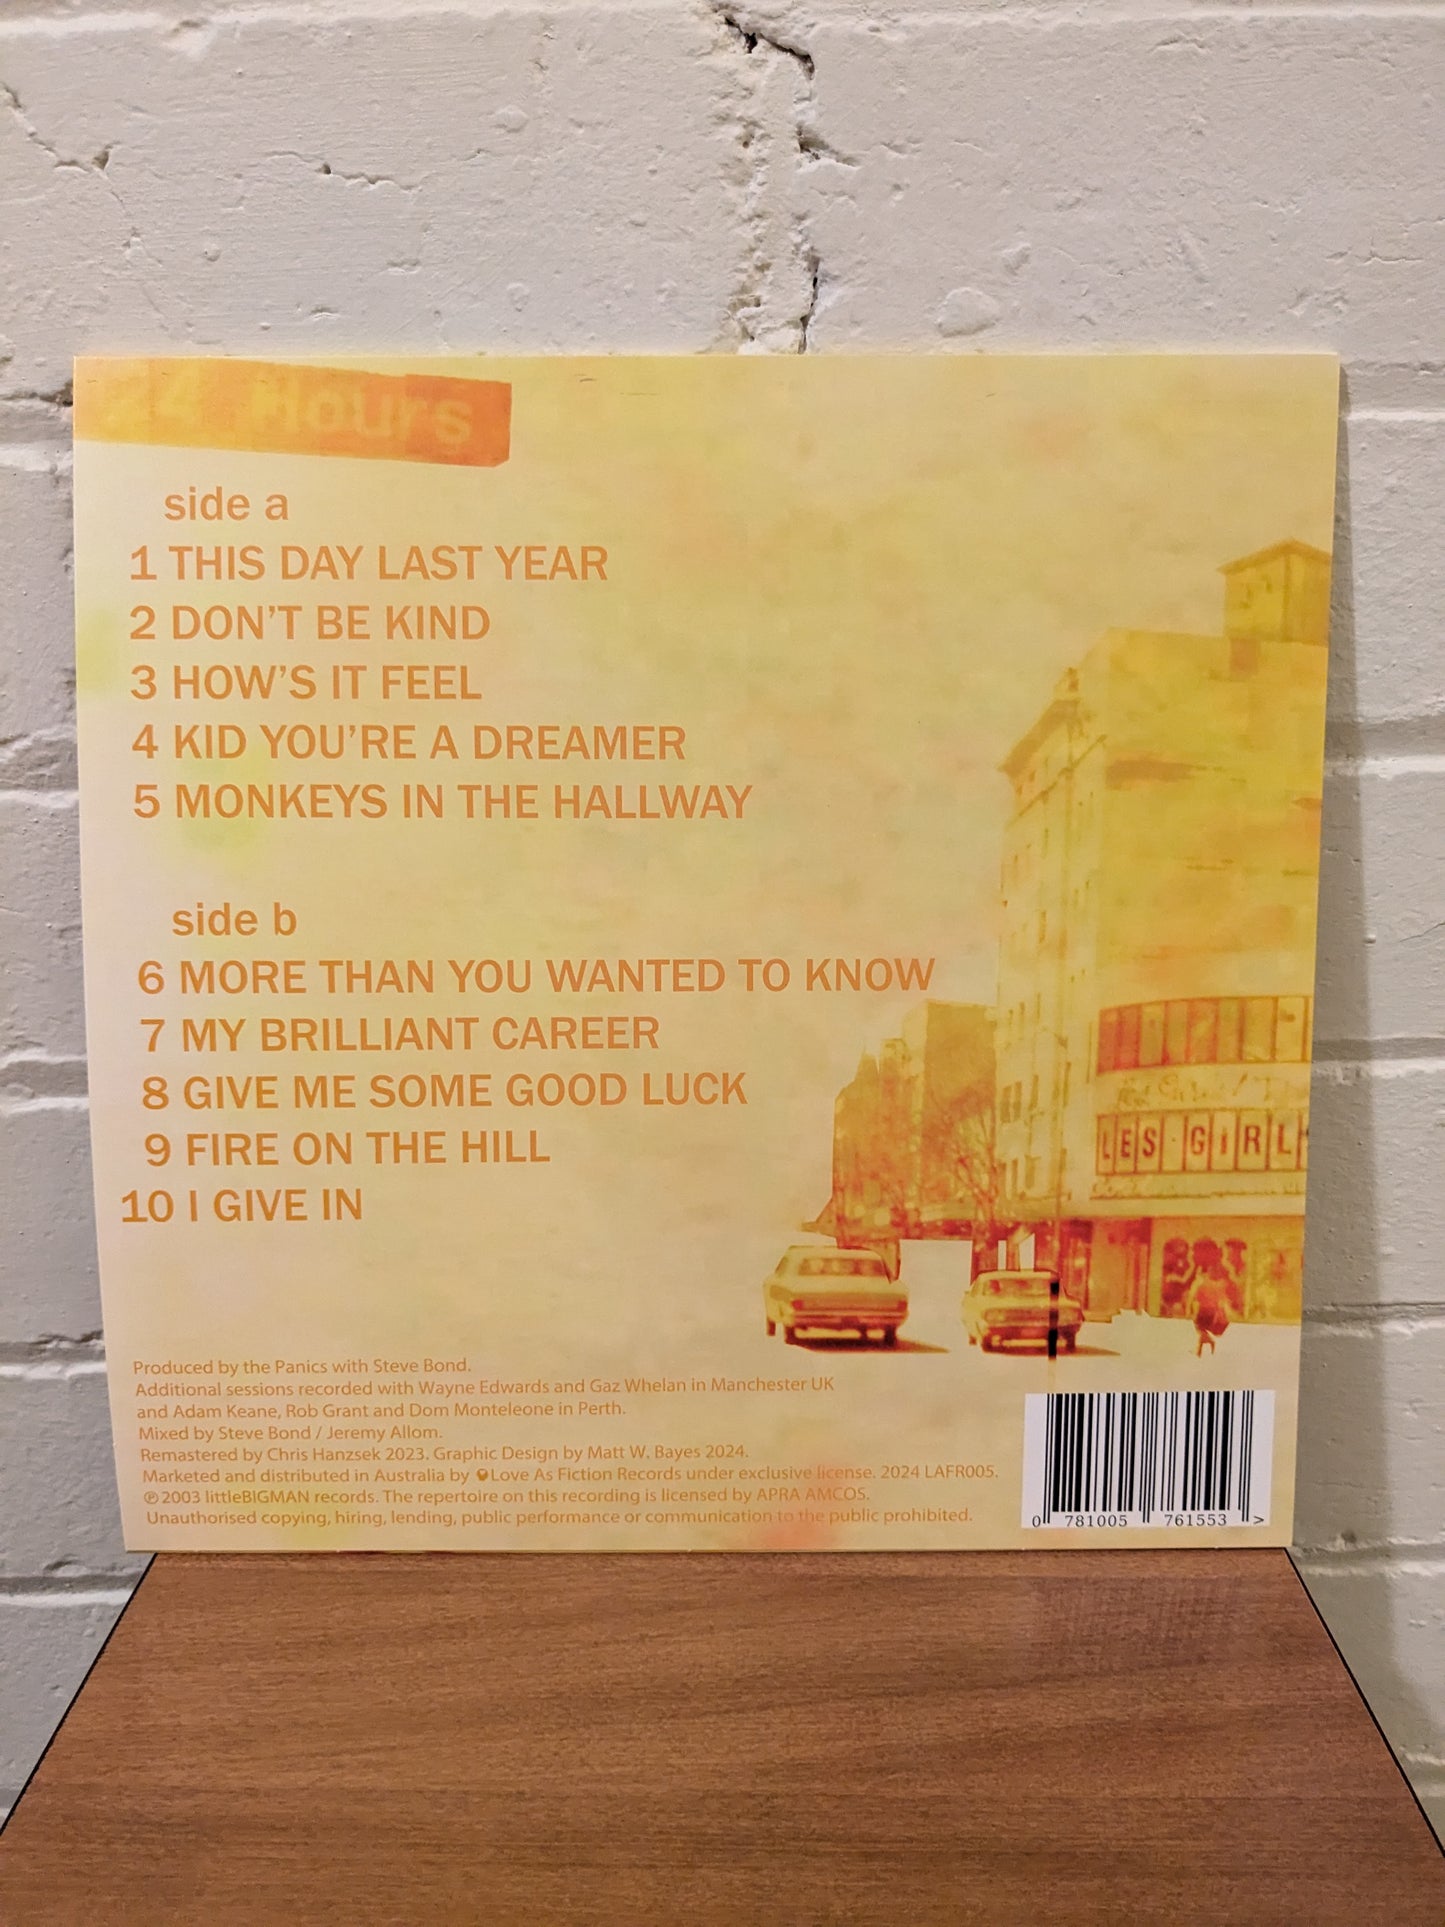 24 Hours
side a
1 THIS DAY LAST YEAR
2 DON'T BE KIND
3 HOW'S IT FEEL
4 KID YOU'RE A DREAMER
5 MONKEYS IN THE HALLWAY
side b
6 MORE THAN YOU WANTED TO KNOW
7 MY BRILLIANT CAREER
8 GIVE ME SOME GOOD LUCK
9 FIRE ON THE HILL
10 I GIVE IN
LES GIRL
Produced by the Panics with Steve Bond.
Additional sessions recorded with Wayne Edwards and Gaz Whelan in Manchester UK
and Adam Keane, Rob Grant and Dom Monteleone in Perth.
Mixed by Steve Bond / Jeremy Allom.
Remastered by Chris Hanzsek 2023. Graphic Design by Matt W. Bayes 2024.
Marketed and distributed in Australia by Love As Fiction Records under exclusive license. 2024 LAFR005.
℗ 2003 littleBIGMAN records. The repertoire on this recording is licensed by APRA AMCOS.
Unauthorised copying, hiring, lending, public performance or communication to the public prohibited.
0 781005 761553 >